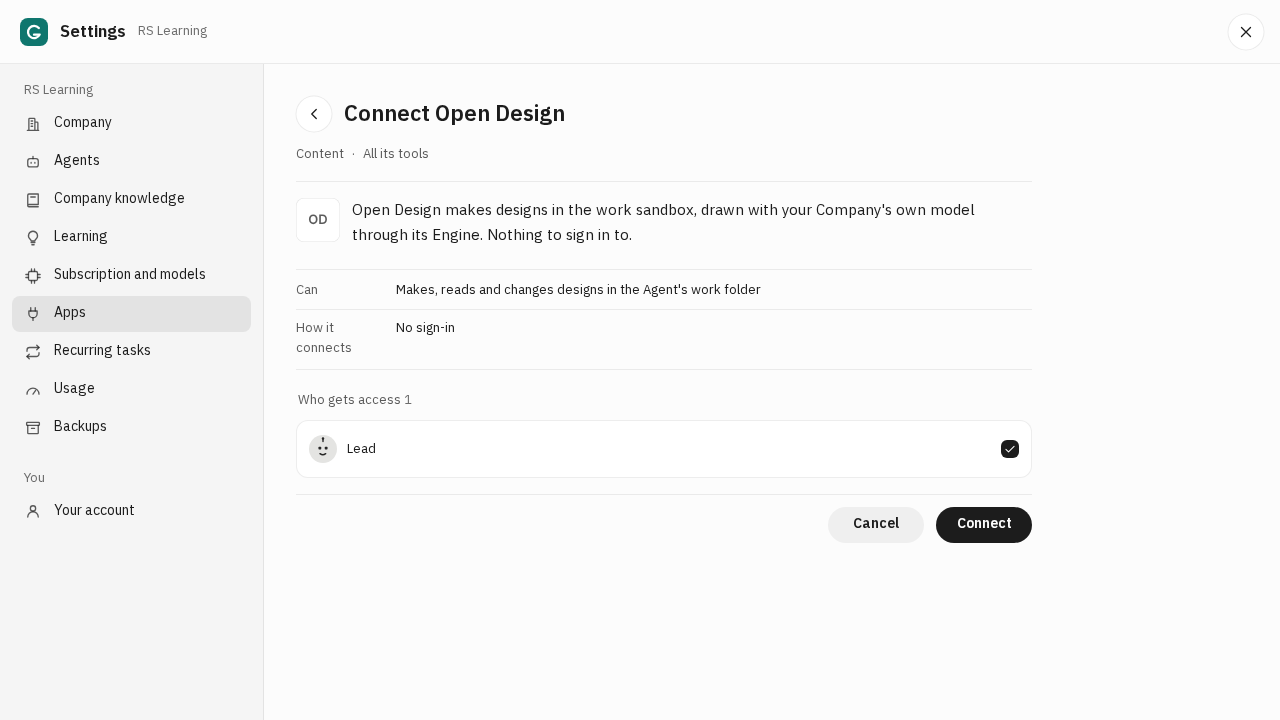 Settings RS Learning
RS Learning
Company
Agents
Company knowledge
Learning
Subscription and models
Apps
Recurring tasks
Usage
Backups
You
Your account
Connect Open Design
Content · All its tools
OD
Open Design makes designs in the work sandbox, drawn with your Company's own model
through its Engine. Nothing to sign in to.
Can Makes, reads and changes designs in the Agent's work folder
How it No sign-in
connects
Who gets access 1
Lead
Cancel Connect